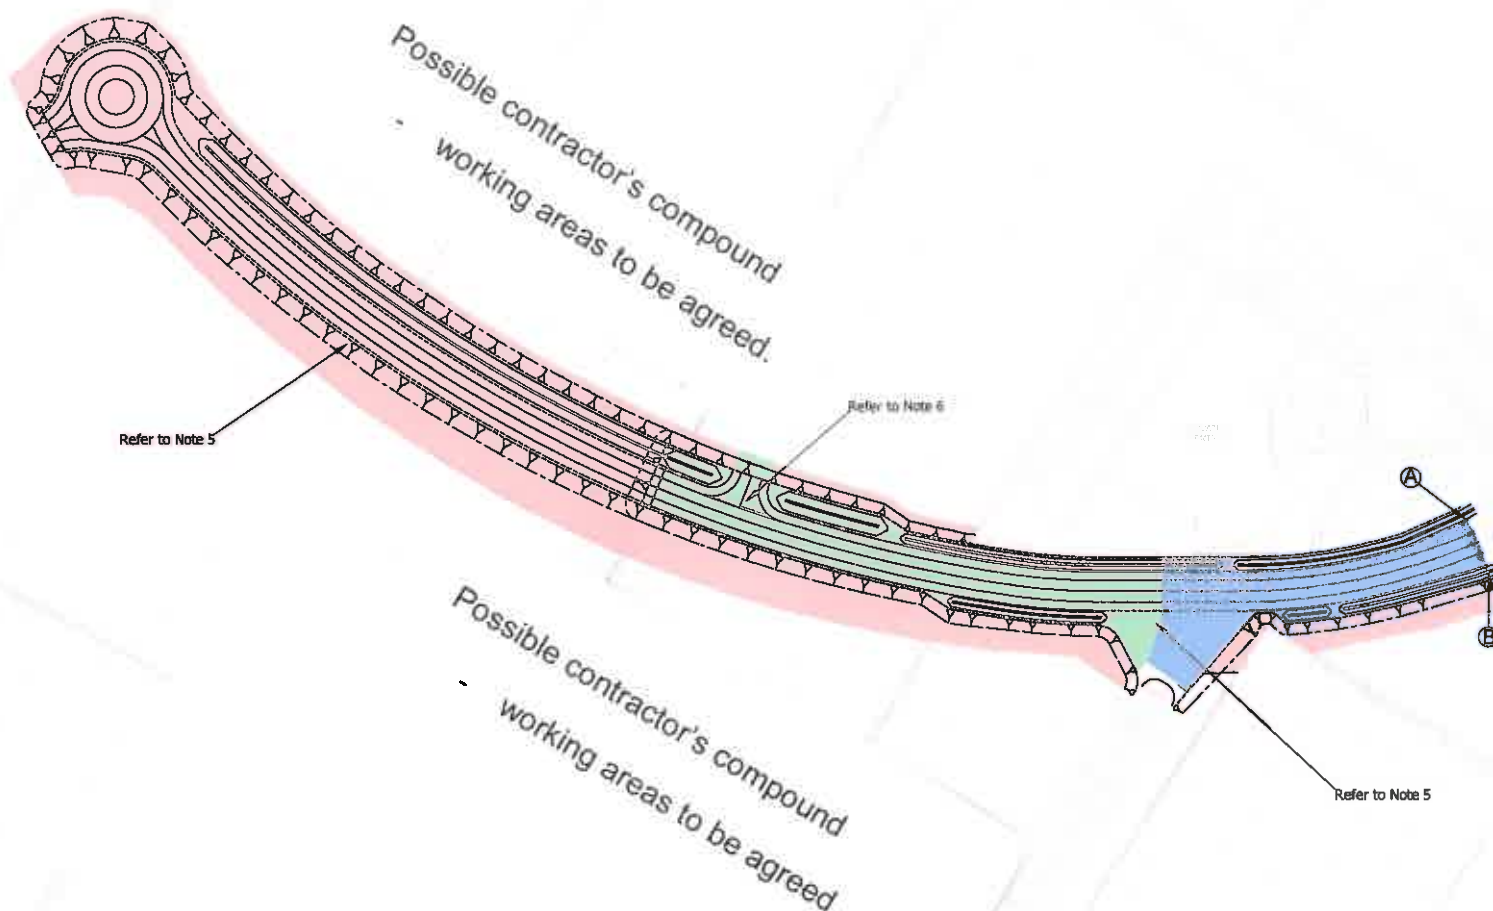 Possible contractor's compound
- working areas to be agreed.
Refer to Note 6
Refer to Note 5
A
B
Possible contractor's compound
- working areas to be agreed
Refer to Note 5